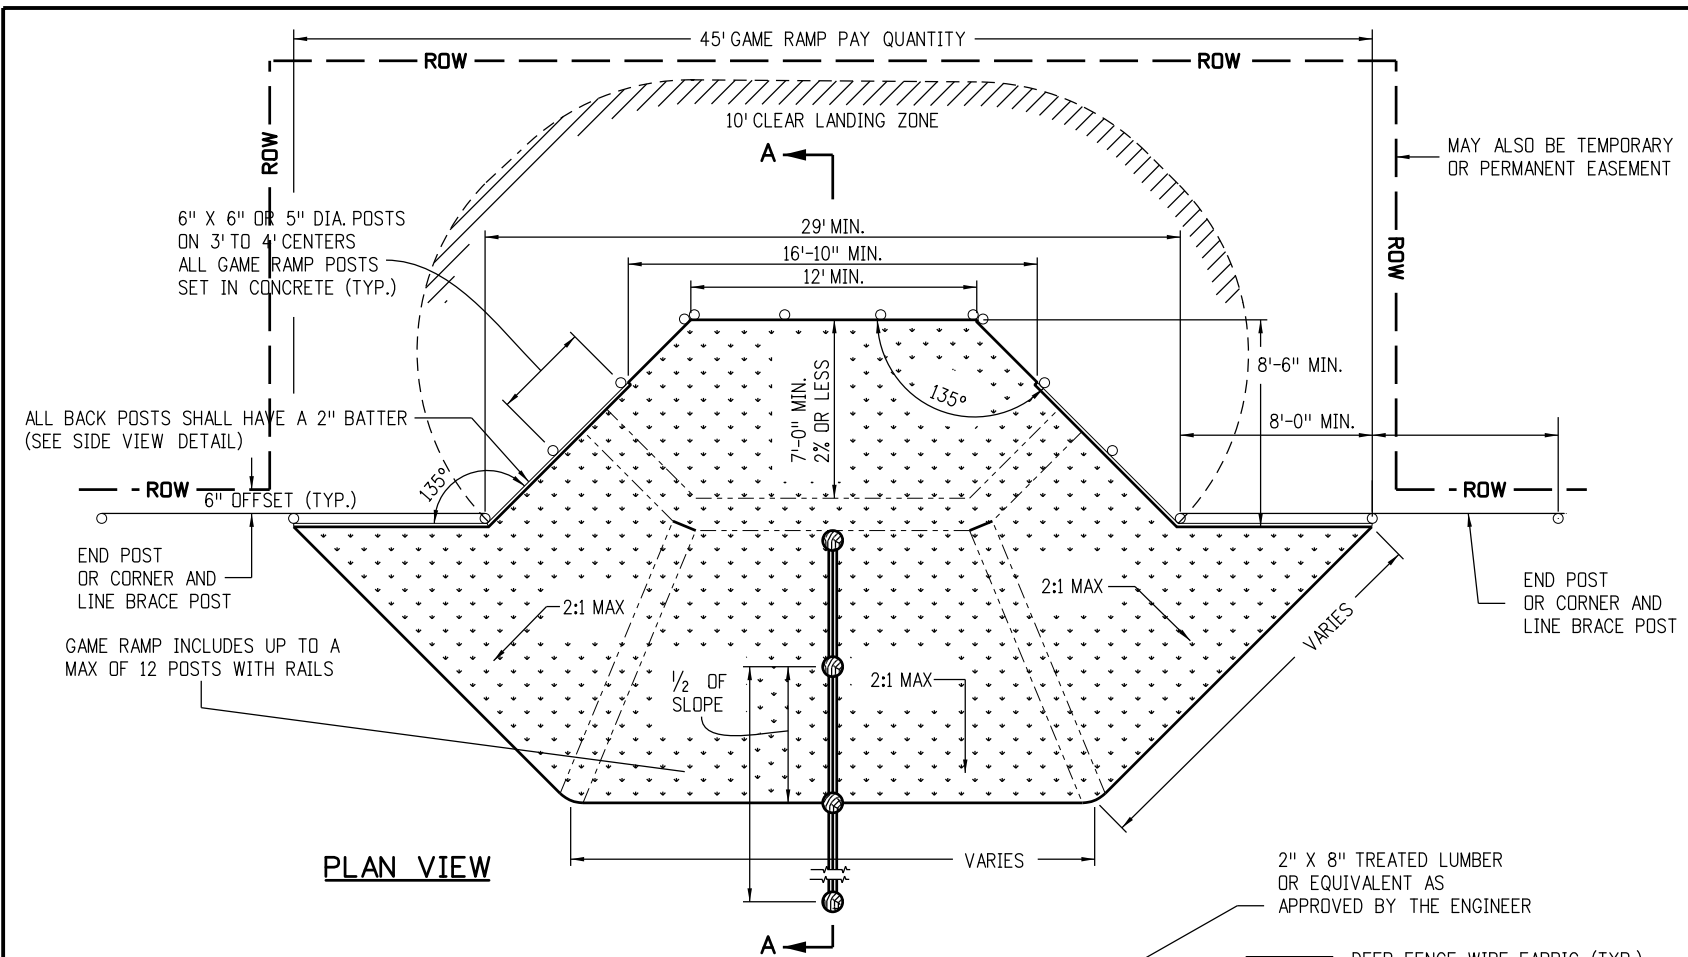 45' GAME RAMP PAY QUANTITY
ROW
ROW
10' CLEAR LANDING ZONE
ROW
A
MAY ALSO BE TEMPORARY
OR PERMANENT EASEMENT
6" X 6" OR 5" DIA. POSTS
ON 3' TO 4' CENTERS
ALL GAME RAMP POSTS
SET IN CONCRETE (TYP.)
29' MIN.
16'-10" MIN.
12' MIN.
ROW
8'-6" MIN.
7'-0" MIN.
2% OR LESS
135°
ALL BACK POSTS SHALL HAVE A 2" BATTER
(SEE SIDE VIEW DETAIL)
8'-0" MIN.
135°
ROW
6" OFFSET (TYP.)
ROW
END POST
OR CORNER AND
LINE BRACE POST
2:1 MAX
2:1 MAX
END POST
OR CORNER AND
LINE BRACE POST
VARIES
GAME RAMP INCLUDES UP TO A
MAX OF 12 POSTS WITH RAILS
1/2 OF
SLOPE
2:1 MAX
PLAN VIEW
VARIES
2" X 8" TREATED LUMBER
OR EQUIVALENT AS
APPROVED BY THE ENGINEER
A
DEER FENCE WIRE FABRIC (TYP.)